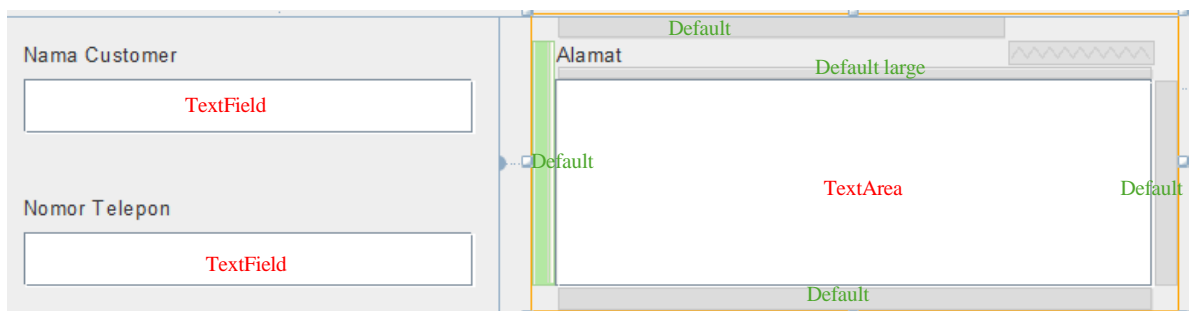 Nama Customer
TextField
Nomor Telepon
TextField
Default
Alamat
Default large
Default
TextArea
Default
Default